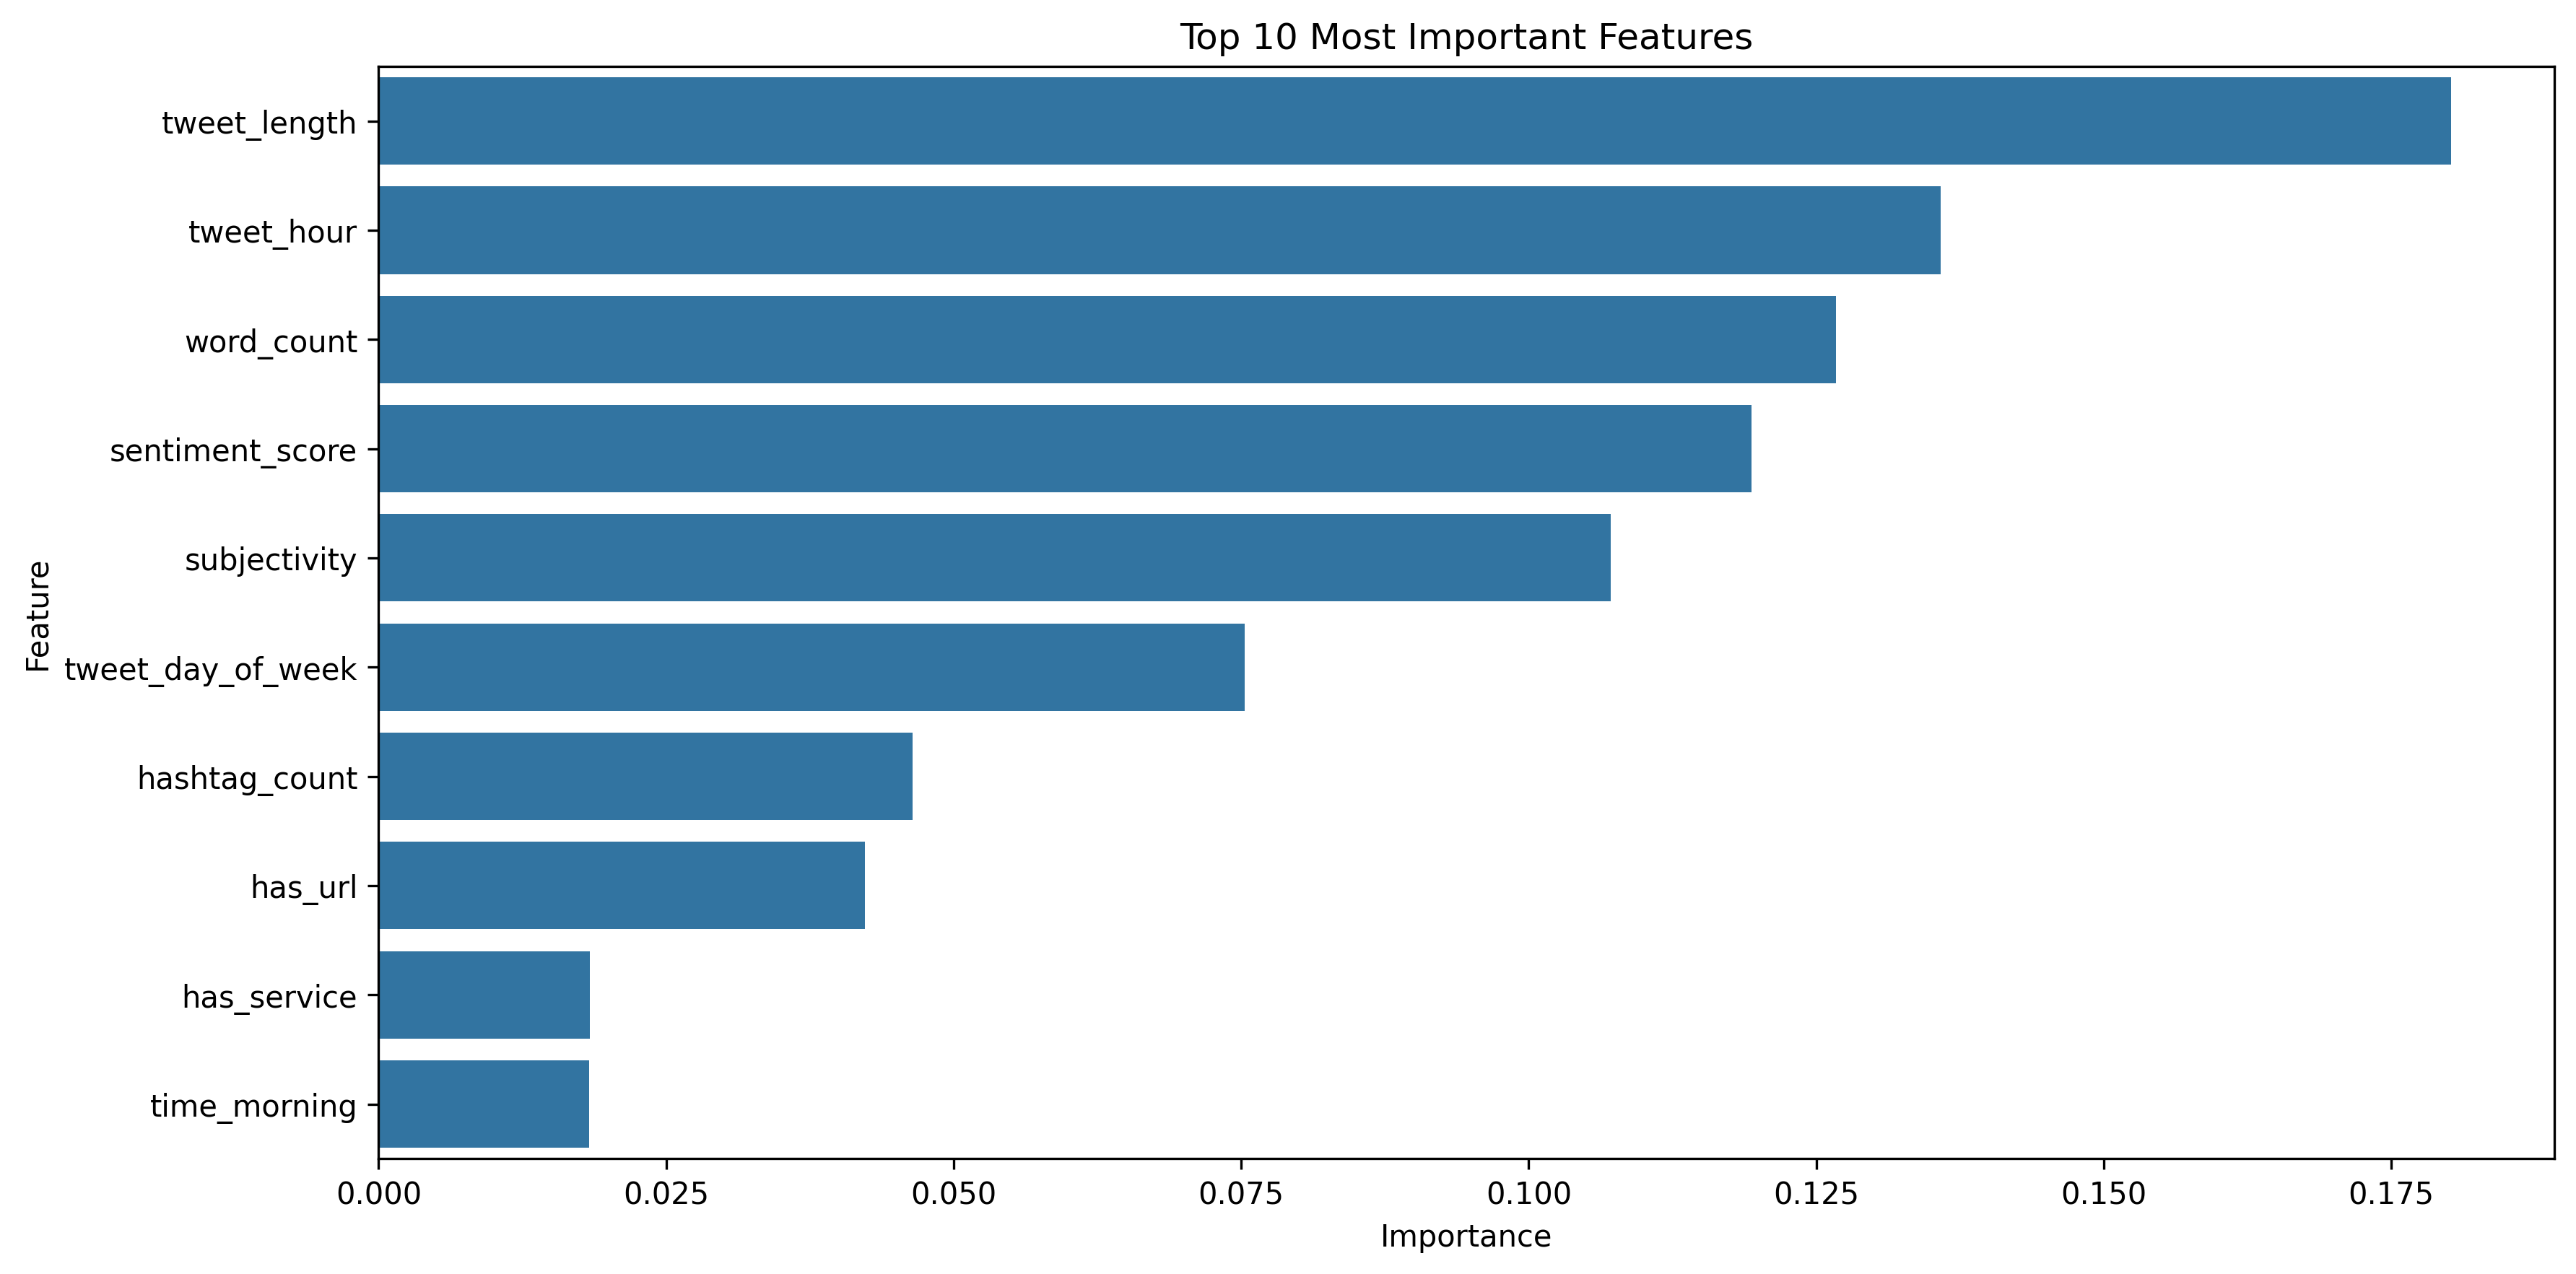 Top 10 Most Important Features
Feature
tweet_length
tweet_hour
word_count
sentiment_score
subjectivity
tweet_day_of_week
hashtag_count
has_url
has_service
time_morning
0.000 0.025 0.050 0.075 0.100 0.125 0.150 0.175
Importance